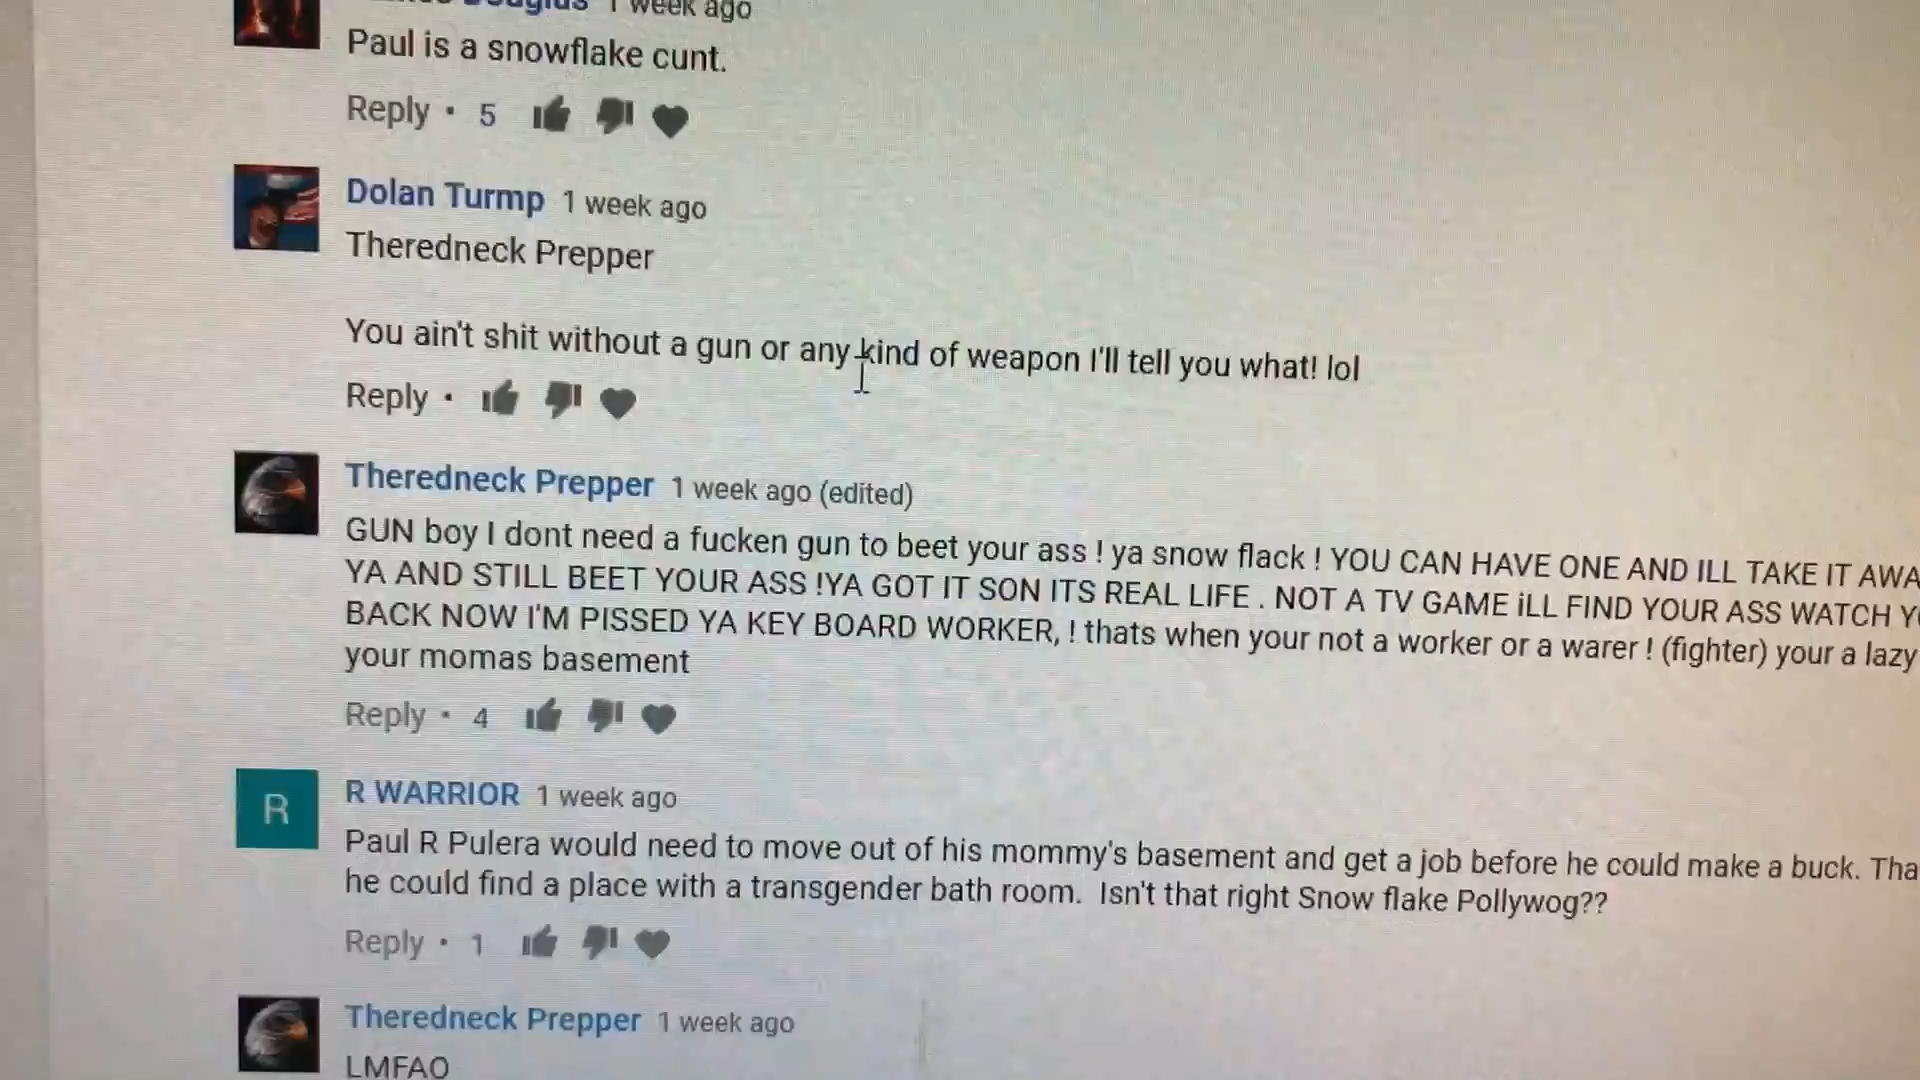 Douglas 1 week ago
Paul is a snowflake cunt.
Reply • 5
Dolan Turmp 1 week ago
Theredneck Prepper
You ain't shit without a gun or any kind of weapon I'll tell you what! lol
Reply •
Theredneck Prepper 1 week ago (edited)
GUN boy I dont need a fucken gun to beet your ass ! ya snow flack ! YOU CAN HAVE ONE AND ILL TAKE IT AWA
YA AND STILL BEET YOUR ASS !YA GOT IT SON ITS REAL LIFE . NOT A TV GAME iLL FIND YOUR ASS WATCH
BACK NOW I'M PISSED YA KEY BOARD WORKER, ! thats when your not a worker or a warer ! (fighter) your a lazy
your momas basement
Reply • 4
R
R WARRIOR 1 week ago
Paul R Pulera would need to move out of his mommy's basement and get a job before he could make a buck. Tha
he could find a place with a transgender bath room. Isn't that right Snow flake Pollywog??
Reply • 1
Theredneck Prepper 1 week ago
LMFAO